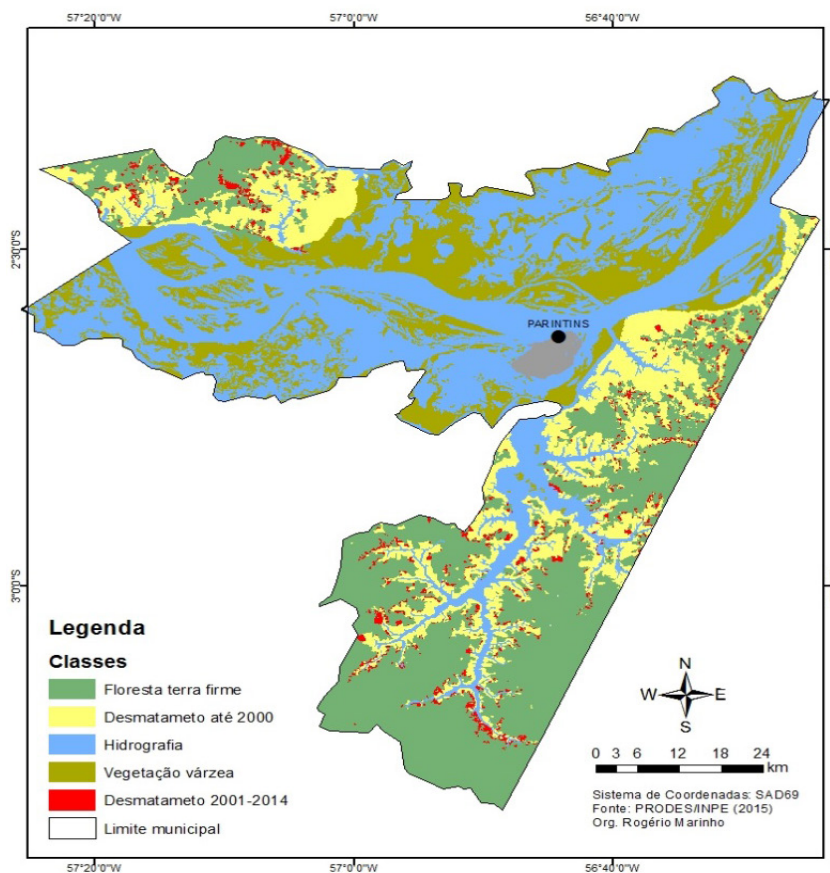 57°20'0"W 57°0'0"W 56°40'0"W
2°30'0"S
PARINTINS
3°0'0"S
Legenda
Classes
Floresta terra firme
Desmatameto até 2000
Hidrografia
Vegetação várzea
Desmatameto 2001-2014
Limite municipal
N
W E
S
0 3 6 12 18 24
km
Sistema de Coordenadas: SAD69
Fonte: PRODES/INPE (2015)
Org. Rogério Marinho
57°20'0"W 57°0'0"W 56°40'0"W